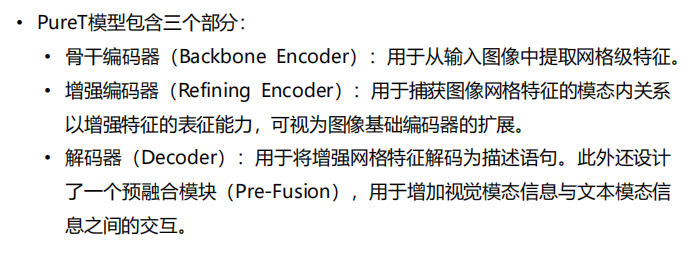 • PureT模型包含三个部分：
• 骨干编码器（Backbone Encoder）：用于从输入图像中提取网格级特征。
• 增强编码器（Refining Encoder）：用于捕获图像网格特征的模态内关系
以增强特征的表征能力，可视为图像基础编码器的扩展。
• 解码器（Decoder）：用于将增强网格特征解码为描述语句。此外还设计
了一个预融合模块（Pre-Fusion），用于增加视觉模态信息与文本模态信
息之间的交互。